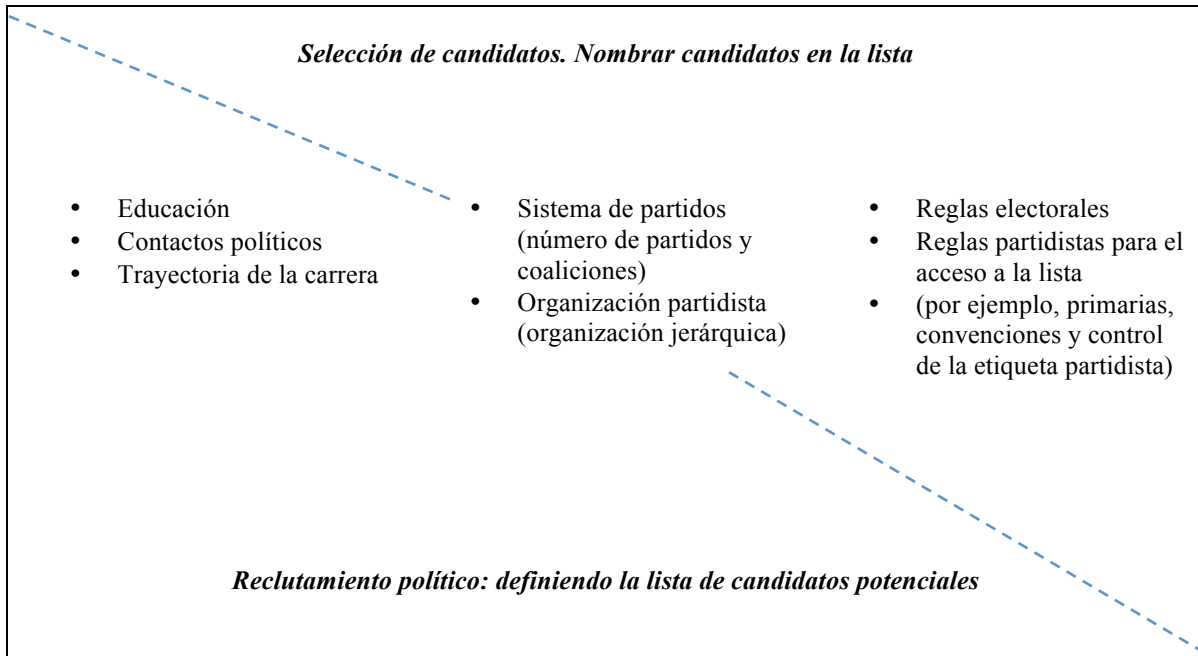 Selección de candidatos. Nombrar candidatos en la lista
• Educación
• Contactos políticos
• Trayectoria de la carrera
• Sistema de partidos
(número de partidos y
coaliciones)
• Organización partidista
(organización jerárquica)
• Reglas electorales
• Reglas partidistas para el
acceso a la lista
• (por ejemplo, primarias,
convenciones y control
de la etiqueta partidista)
Reclutamiento político: definiendo la lista de candidatos potenciales